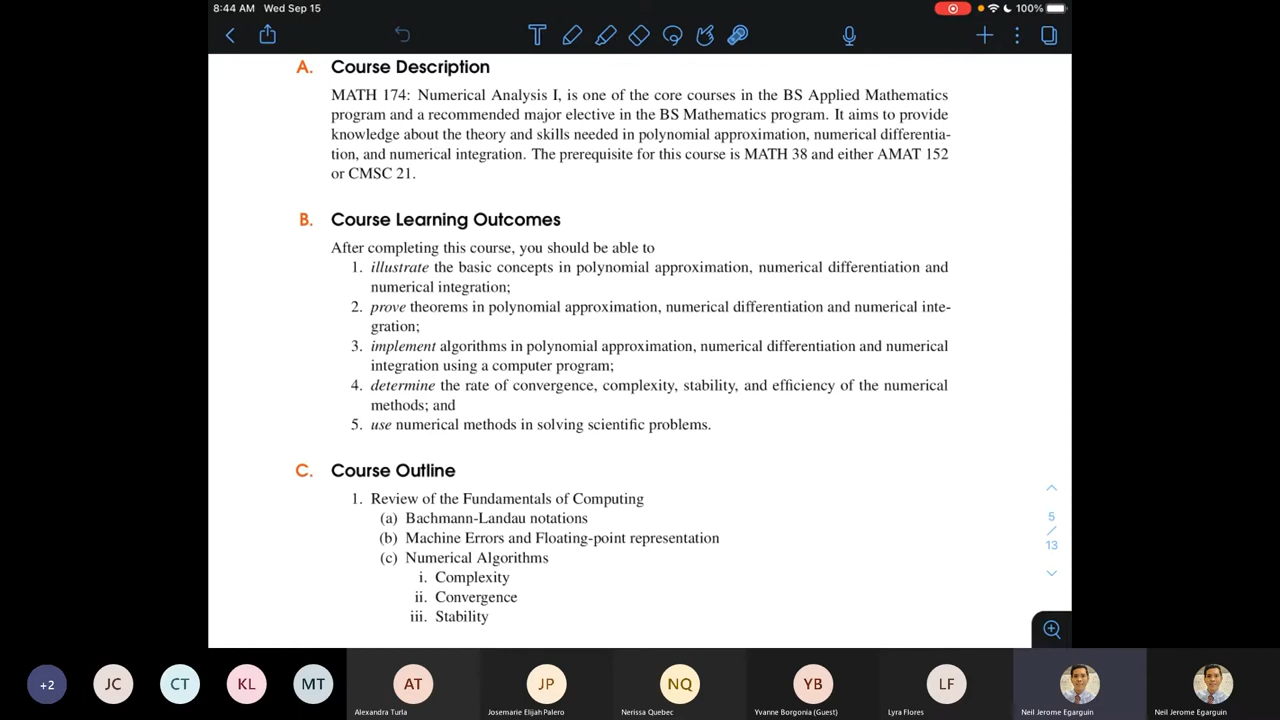 8:44 AM Wed Sep 15
100%
A. Course Description
MATH 174: Numerical Analysis I, is one of the core courses in the BS Applied Mathematics
program and a recommended major elective in the BS Mathematics program. It aims to provide
knowledge about the theory and skills needed in polynomial approximation, numerical differentia-
tion, and numerical integration. The prerequisite for this course is MATH 38 and either AMAT 152
or CMSC 21.
B. Course Learning Outcomes
After completing this course, you should be able to
1. illustrate the basic concepts in polynomial approximation, numerical differentiation and
numerical integration;
2. prove theorems in polynomial approximation, numerical differentiation and numerical inte-
gration;
3. implement algorithms in polynomial approximation, numerical differentiation and numerical
integration using a computer program;
4. determine the rate of convergence, complexity, stability, and efficiency of the numerical
methods; and
5. use numerical methods in solving scientific problems.
C. Course Outline
1. Review of the Fundamentals of Computing
(a) Bachmann-Landau notations
(b) Machine Errors and Floating-point representation
(c) Numerical Algorithms
i. Complexity
ii. Convergence
iii. Stability
5
/
13
+2 JC CT KL MT AT JP NQ YB LF
Alexandra Turla Josemarie Elijah Palero Nerissa Quebec Yvanne Borgonia (Guest) Lyra Flores Neil Jerome Egarguin Neil Jerome Egarguin